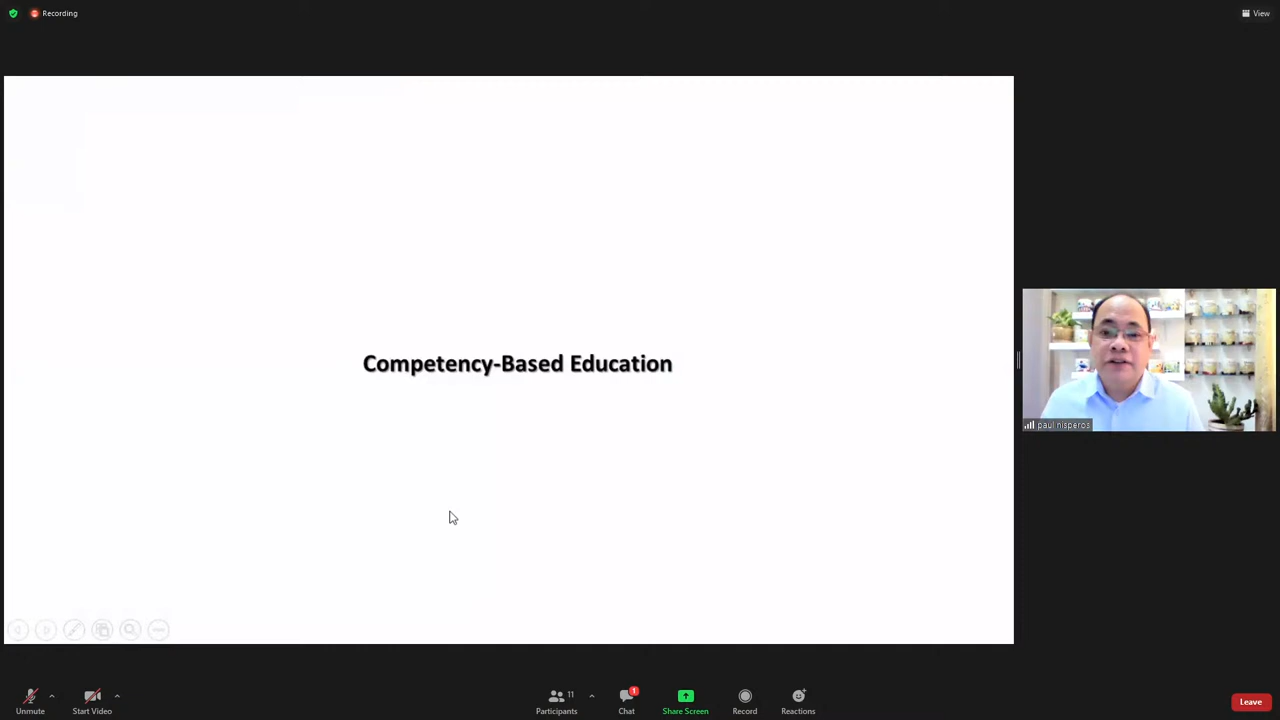 Recording
View
Competency-Based Education
paul nisperos
Unmute
Start Video
11
Participants
1
Chat
Share Screen
Record
Reactions
Leave